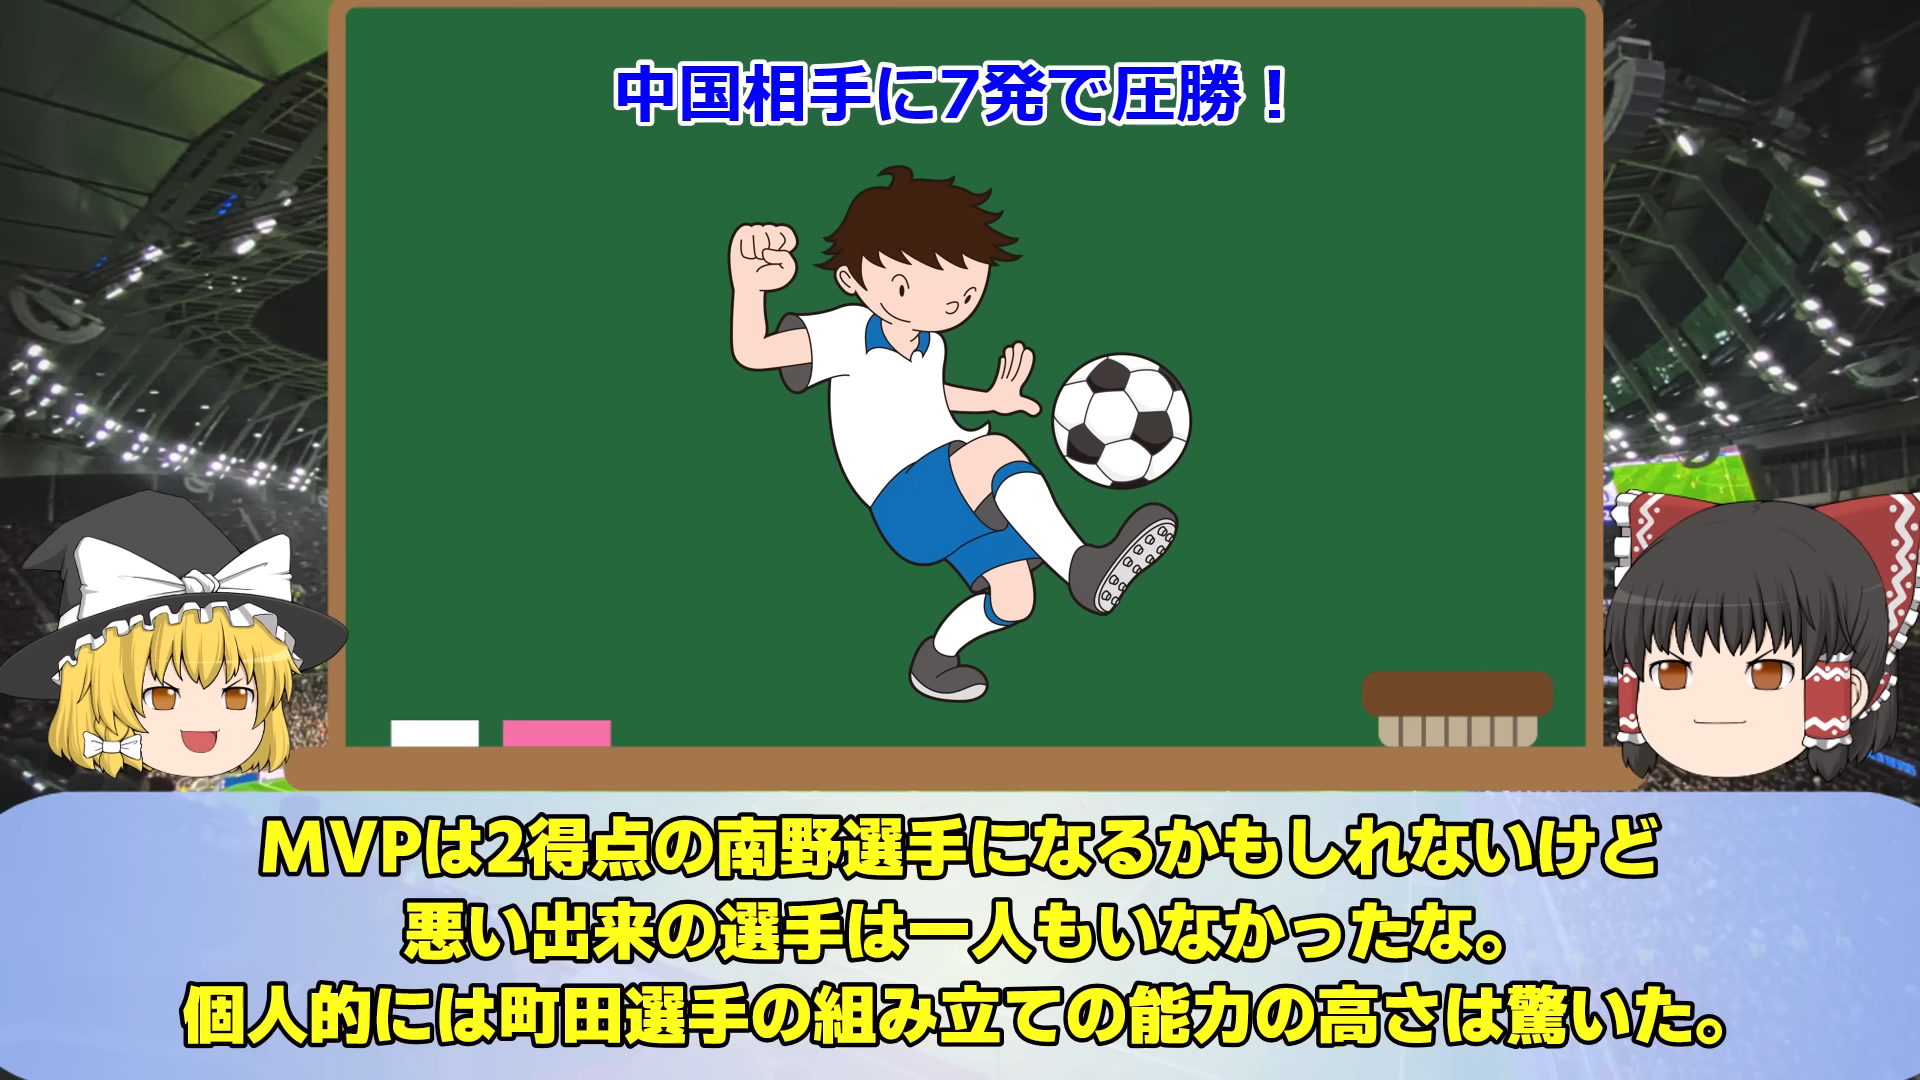 中国相手に7発で圧勝！
MVPは2得点の南野選手になるかもしれないけど
悪い出来の選手は一人もいなかったな。
個人的には町田選手の組み立ての能力の高さは驚いた。